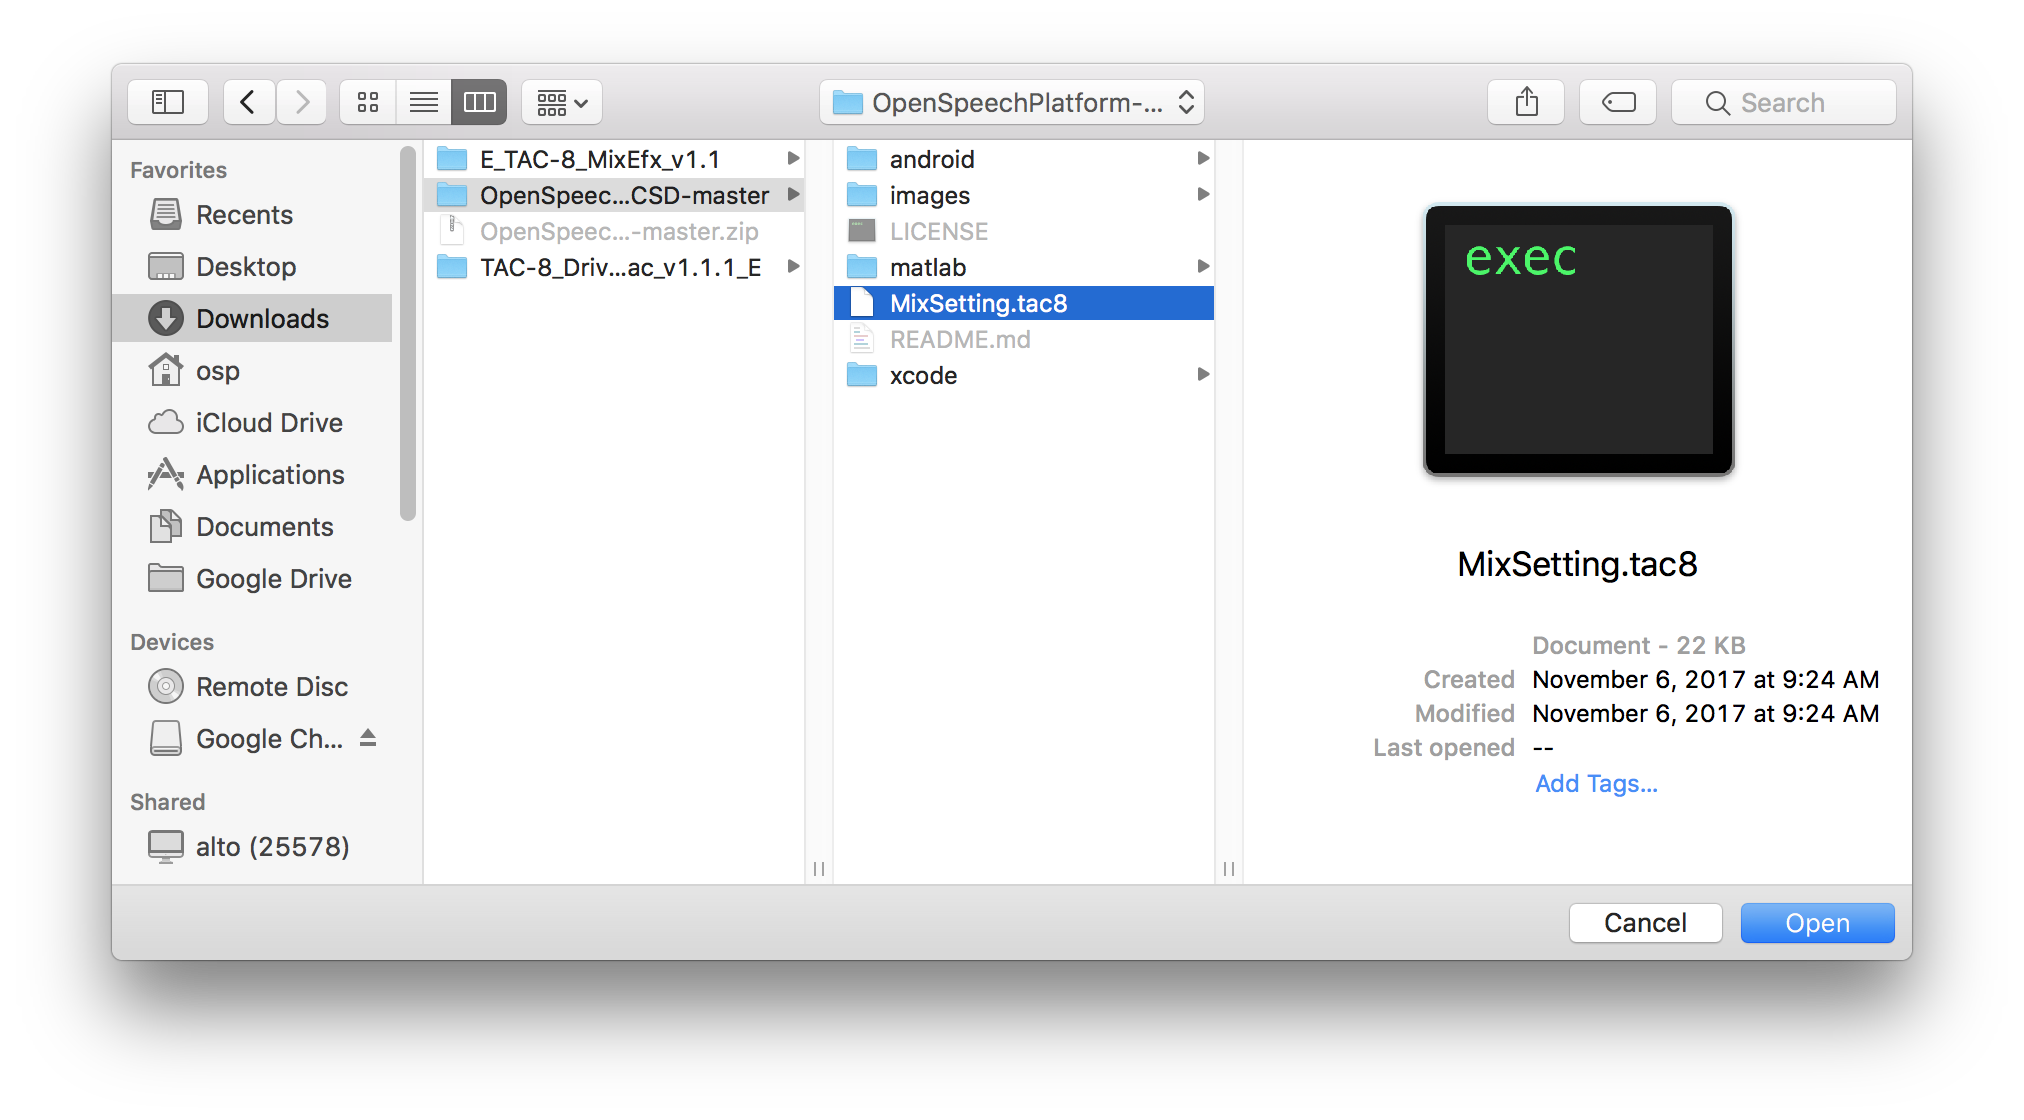 OpenSpeechPlatform-...
Search
Favorites
Recents
Desktop
Downloads
osp
iCloud Drive
Applications
Documents
Google Drive
Devices
Remote Disc
Google Ch...
Shared
alto (25578)
E_TAC-8_MixEfx_v1.1
OpenSpeec...CSD-master
OpenSpeec...-master.zip
TAC-8_Driv...ac_v1.1.1_E
android
images
LICENSE
matlab
MixSetting.tac8
README.md
xcode
exec
MixSetting.tac8
Document - 22 KB
Created November 6, 2017 at 9:24 AM
Modified November 6, 2017 at 9:24 AM
Last opened --
Add Tags...
Cancel
Open